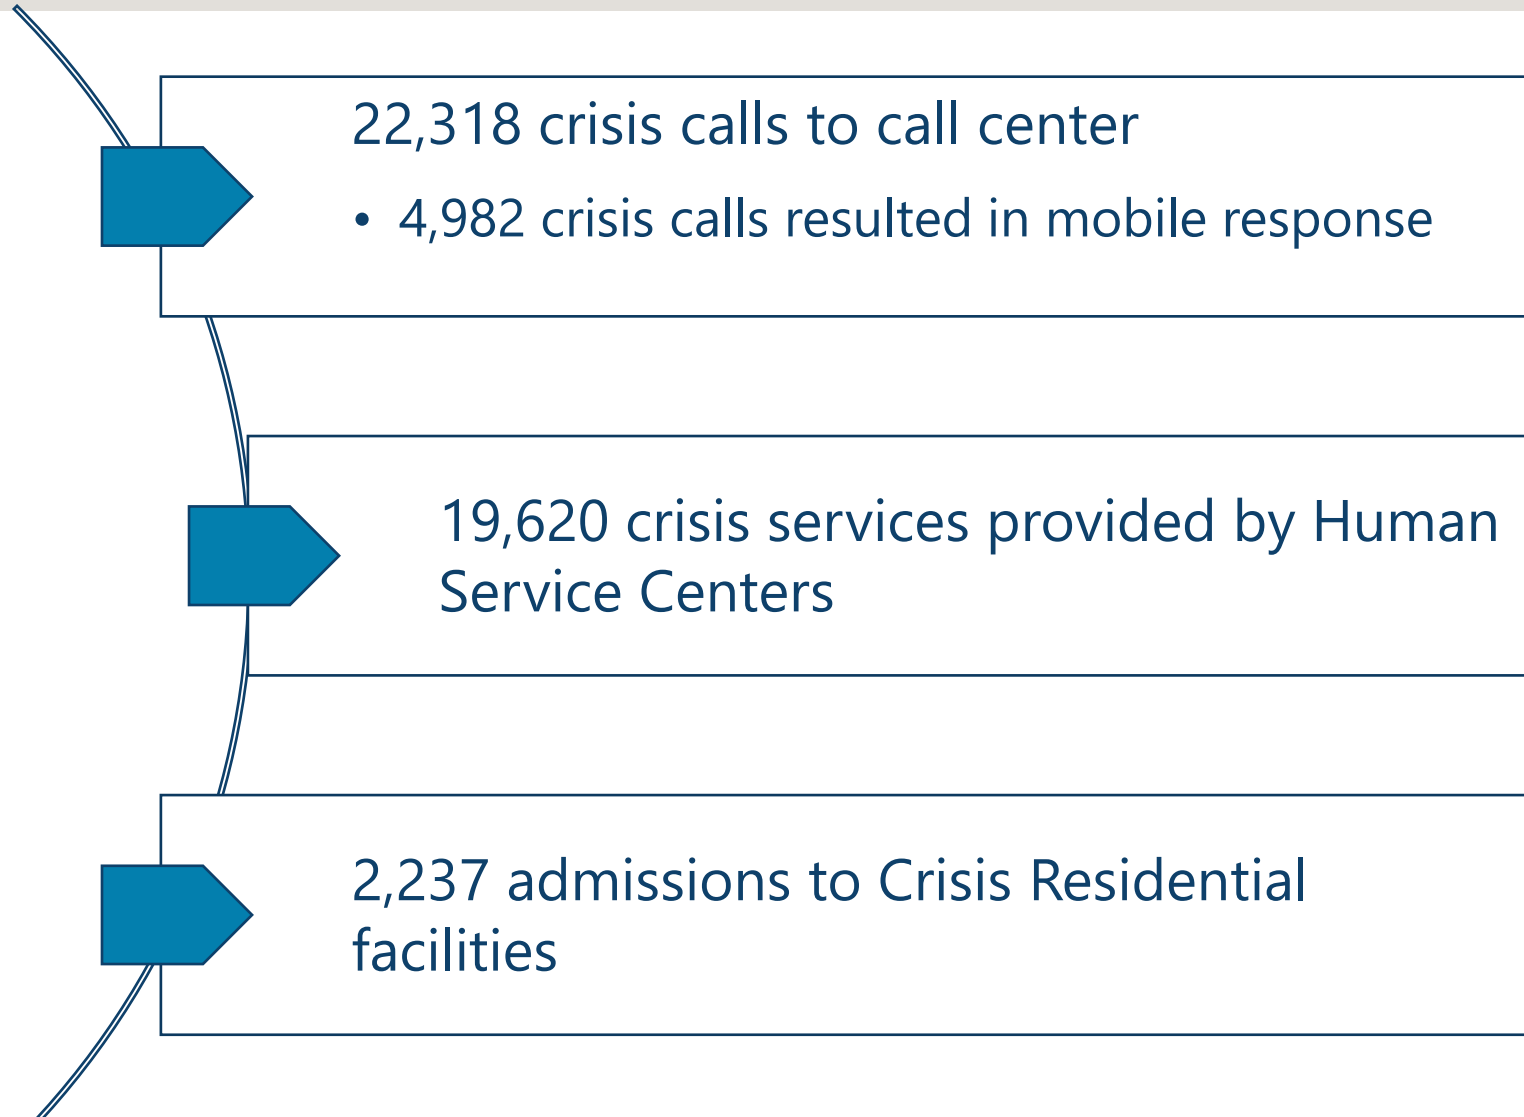 22,318 crisis calls to call center
• 4,982 crisis calls resulted in mobile response
19,620 crisis services provided by Human
Service Centers
2,237 admissions to Crisis Residential
facilities